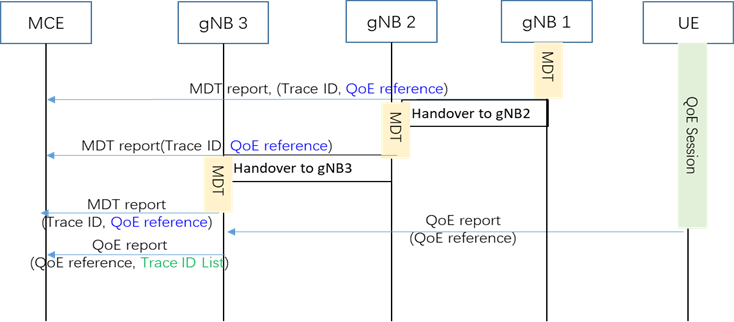 MCE
gNB 3
gNB 2
gNB 1
UE
MDT
MDT report, (Trace ID, QoE reference)
Handover to gNB2
MDT
QoE Session
MDT report(Trace ID, QoE reference)
Handover to gNB3
MDT
MDT report
(Trace ID, QoE reference)
QoE report
(QoE reference)
QoE report
(QoE reference, Trace ID List)